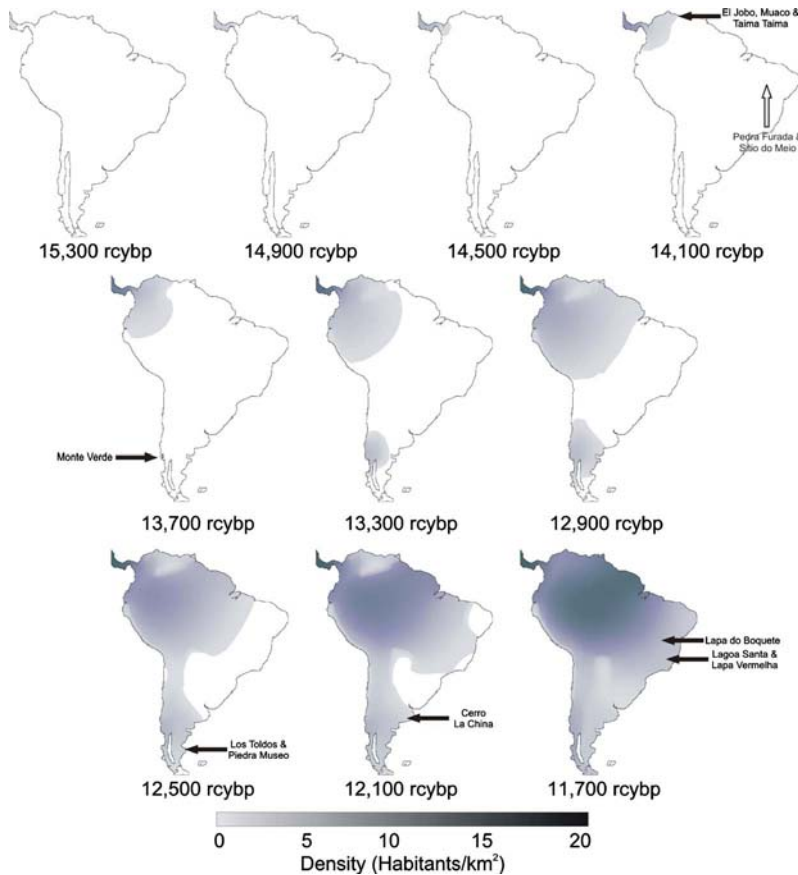 El Jobo, Muaco &
Taima Taima
Pedra Furada &
Sítio do Meio
15,300 rcybp
14,900 rcybp
14,500 rcybp
14,100 rcybp
Monte Verde
13,700 rcybp
13,300 rcybp
12,900 rcybp
Lapa do Boquete
Lagoa Santa &
Lapa Vermelha
Cerro
La China
Los Toldos &
Piedra Museo
12,500 rcybp
12,100 rcybp
11,700 rcybp
0 5 10 15 20
Density (Habitants/km²)